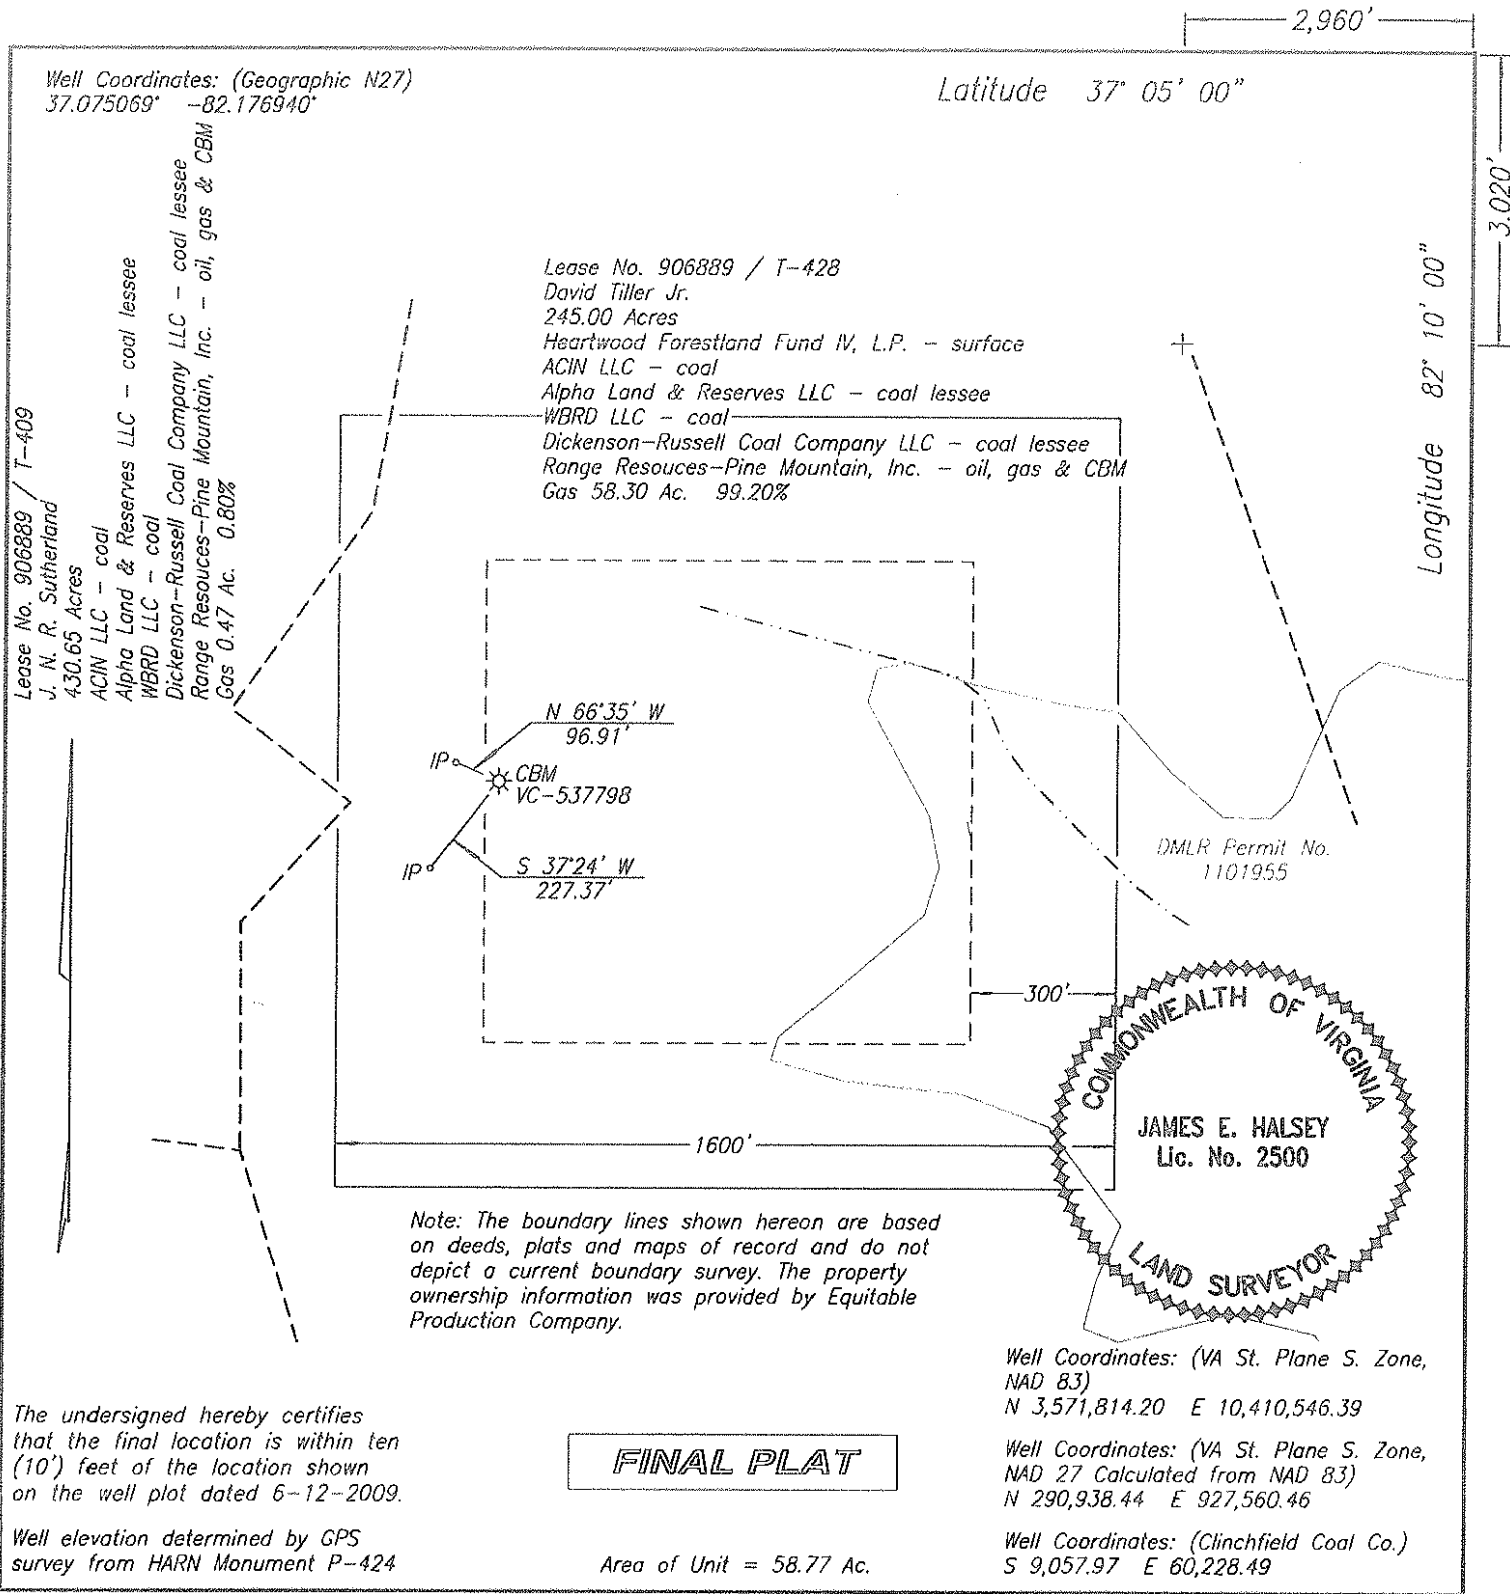 2,960'
3,020'
Well Coordinates: (Geographic N27)
37.075069° -82.176940°
Latitude 37° 05' 00"
Longitude 82° 10' 00"
Lease No. 906889 / T-409
J. N. R. Sutherland
430.65 Acres
ACIN LLC - coal
Alpha Land & Reserves LLC - coal lessee
WBRD LLC - coal
Dickenson-Russell Coal Company LLC - coal lessee
Range Resouces-Pine Mountain, Inc. - oil, gas & CBM
Gas 0.47 Ac. 0.80%
Lease No. 906889 / T-428
David Tiller Jr.
245.00 Acres
Heartwood Forestland Fund IV, L.P. - surface
ACIN LLC - coal
Alpha Land & Reserves LLC - coal lessee
WBRD LLC - coal
Dickenson-Russell Coal Company LLC - coal lessee
Range Resouces-Pine Mountain, Inc. - oil, gas & CBM
Gas 58.30 Ac. 99.20%
N 66°35' W
96.91'
IP
CBM
VC-537798
IP
S 37°24' W
227.37'
DMLR Permit No.
1101955
300'
1600'
COMMONWEALTH OF VIRGINIA
JAMES E. HALSEY
Lic. No. 2500
LAND SURVEYOR
Note: The boundary lines shown hereon are based
on deeds, plats and maps of record and do not
depict a current boundary survey. The property
ownership information was provided by Equitable
Production Company.
Well Coordinates: (VA St. Plane S. Zone,
NAD 83)
N 3,571,814.20 E 10,410,546.39
Well Coordinates: (VA St. Plane S. Zone,
NAD 27 Calculated from NAD 83)
N 290,938.44 E 927,560.46
Well Coordinates: (Clinchfield Coal Co.)
S 9,057.97 E 60,228.49
The undersigned hereby certifies
that the final location is within ten
(10') feet of the location shown
on the well plat dated 6-12-2009.
Well elevation determined by GPS
survey from HARN Monument P-424
FINAL PLAT
Area of Unit = 58.77 Ac.